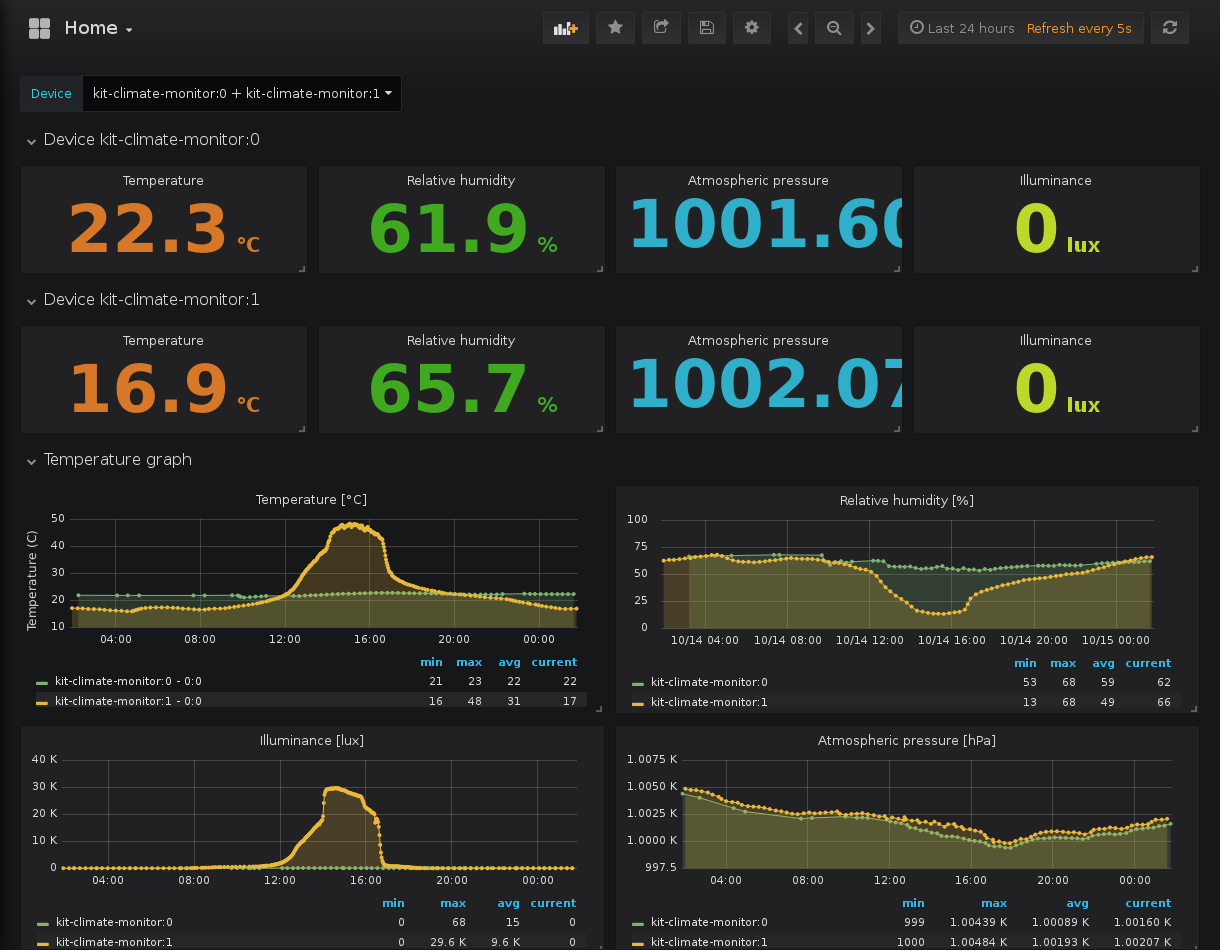 Home
Last 24 hours Refresh every 5s
Device kit-climate-monitor:0 + kit-climate-monitor:1
Device kit-climate-monitor:0
Temperature Relative humidity Atmospheric pressure Illuminance
22.3 °C 61.9 % 1001.60 0 lux
Device kit-climate-monitor:1
Temperature Relative humidity Atmospheric pressure Illuminance
16.9 °C 65.7 % 1002.07 0 lux
Temperature graph
Temperature [°C]
Temperature (C)
50
40
30
20
10
04:00 08:00 12:00 16:00 20:00 00:00
min max avg current
kit-climate-monitor:0 - 0:0 21 23 22 22
kit-climate-monitor:1 - 0:0 16 48 31 17
Relative humidity [%]
100
75
50
25
0
10/14 04:00 10/14 08:00 10/14 12:00 10/14 16:00 10/14 20:00 10/15 00:00
min max avg current
kit-climate-monitor:0 53 68 59 62
kit-climate-monitor:1 13 68 49 66
Illuminance [lux]
40 K
30 K
20 K
10 K
0
04:00 08:00 12:00 16:00 20:00 00:00
min max avg current
kit-climate-monitor:0 0 68 15 0
kit-climate-monitor:1 0 29.6 K 9.6 K 0
Atmospheric pressure [hPa]
1.0075 K
1.0050 K
1.0025 K
1.0000 K
997.5
04:00 08:00 12:00 16:00 20:00 00:00
min max avg current
kit-climate-monitor:0 999 1.00439 K 1.00089 K 1.00160 K
kit-climate-monitor:1 1000 1.00484 K 1.00193 K 1.00207 K